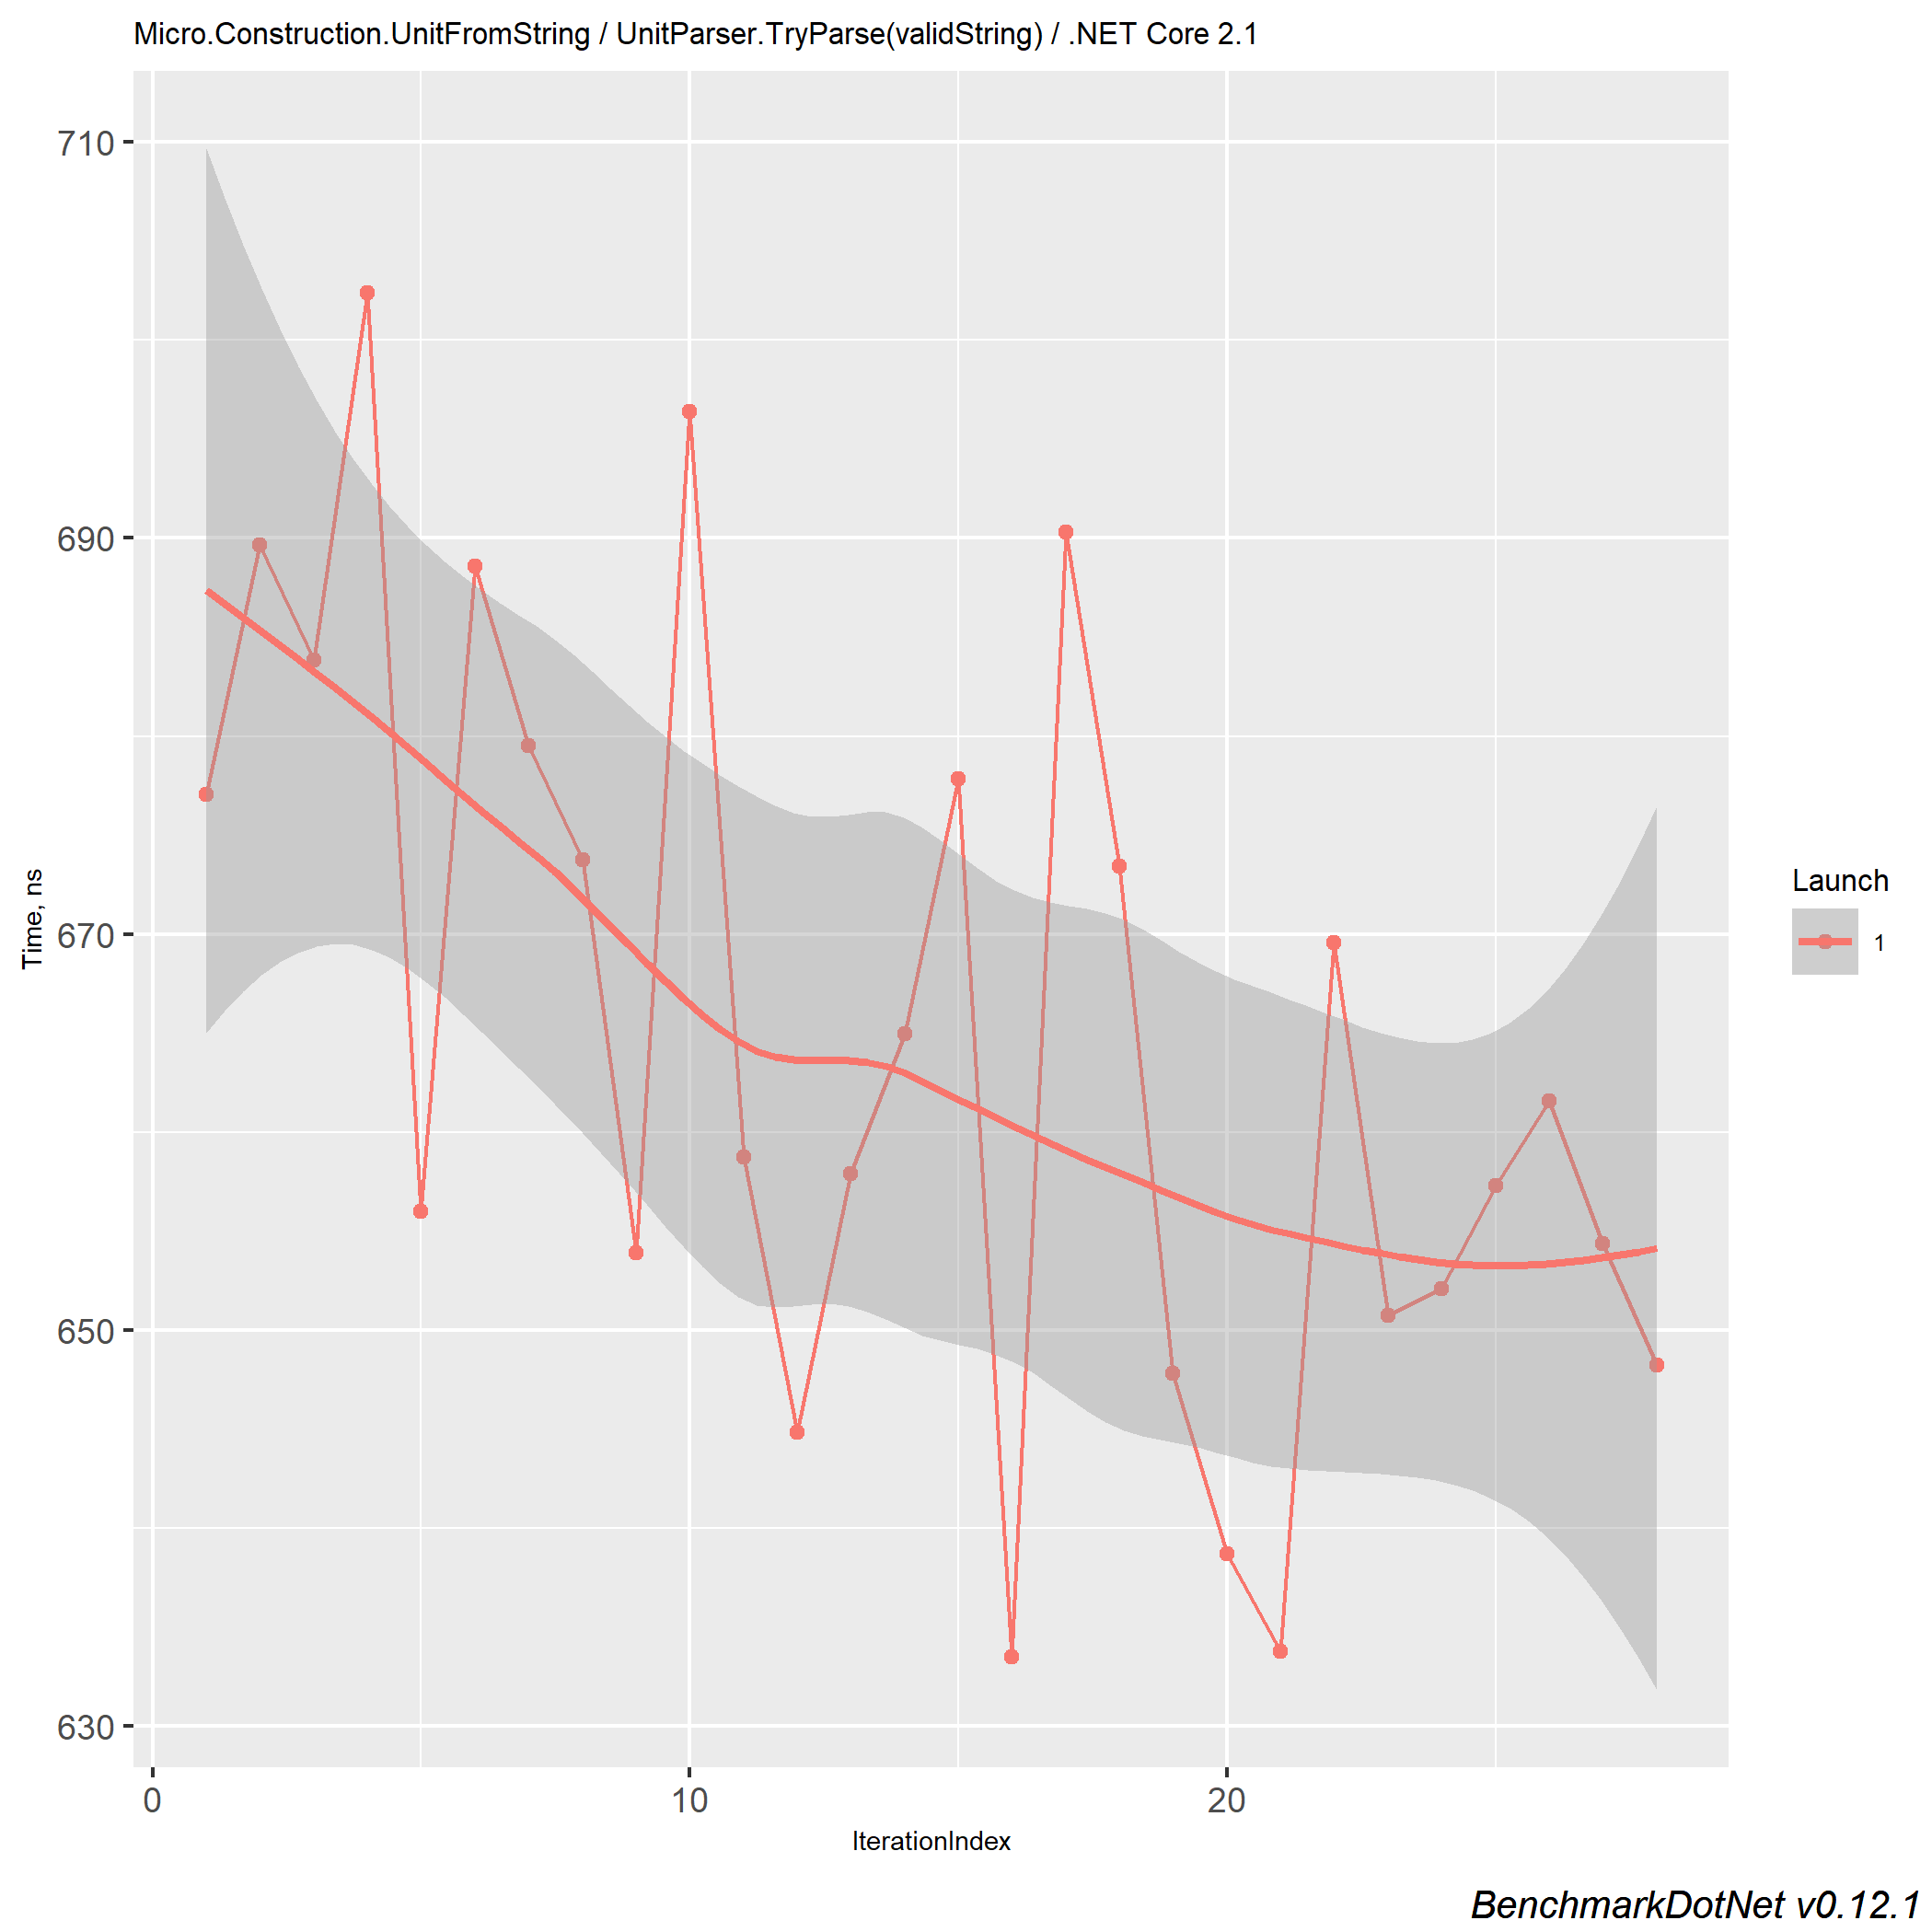 Micro.Construction.UnitFromString / UnitParser.TryParse(validString) / .NET Core 2.1
710
690
670
650
630
Time, ns
0 10 20
IterationIndex
Launch
1
BenchmarkDotNet v0.12.1